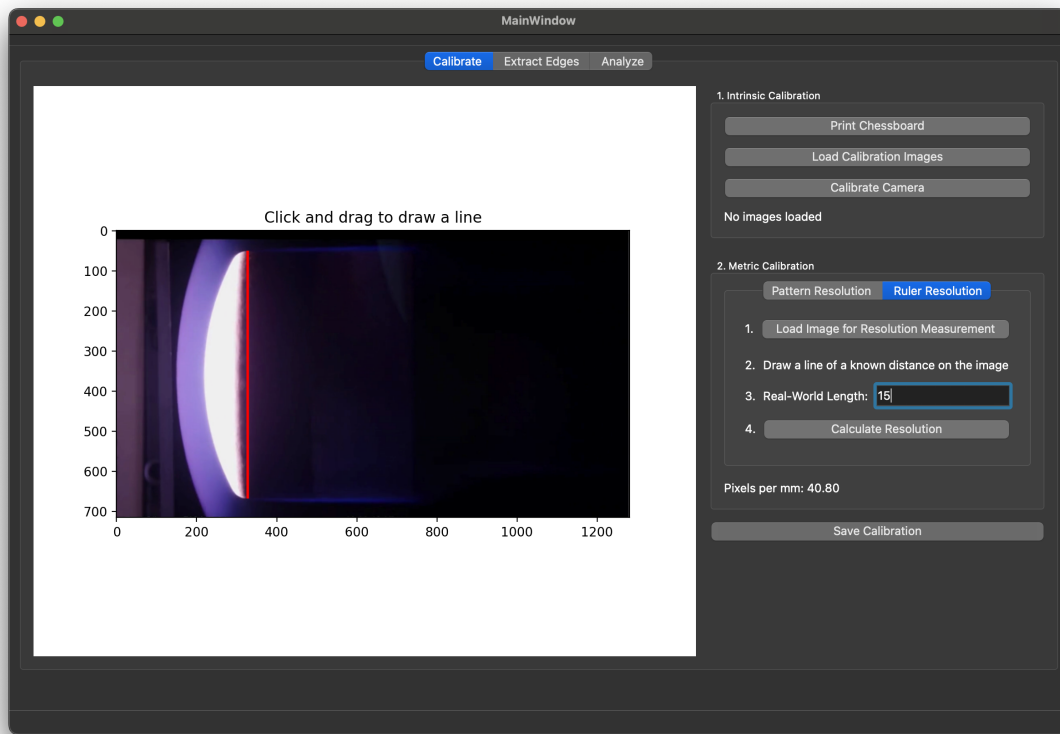 MainWindow
Calibrate Extract Edges Analyze
Click and drag to draw a line
0
100
200
300
400
500
600
700
0 200 400 600 800 1000 1200
1. Intrinsic Calibration
Print Chessboard
Load Calibration Images
Calibrate Camera
No images loaded
2. Metric Calibration
Pattern Resolution Ruler Resolution
1. Load Image for Resolution Measurement
2. Draw a line of a known distance on the image
3. Real-World Length: 15
4. Calculate Resolution
Pixels per mm: 40.80
Save Calibration